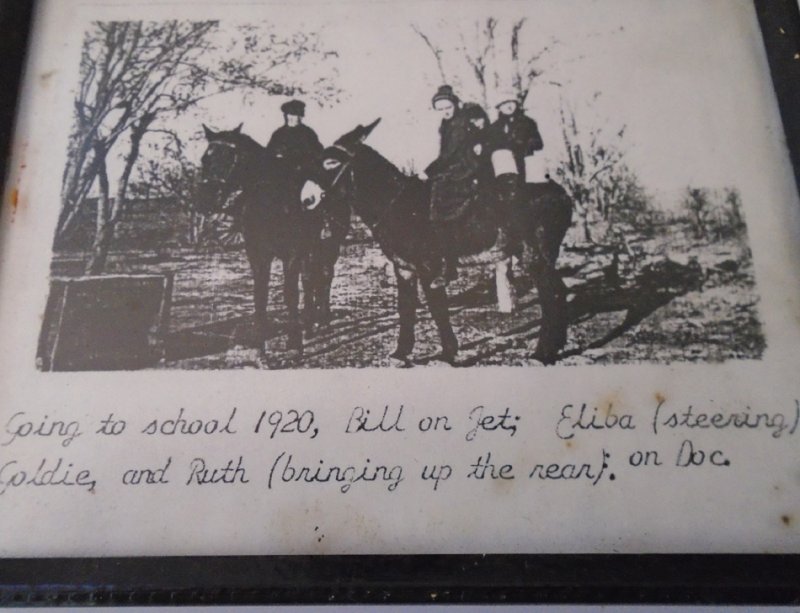 Going to school 1920, Bill on Jet; Eliba (steering)
Goldie, and Ruth (bringing up the rear); on Doc.